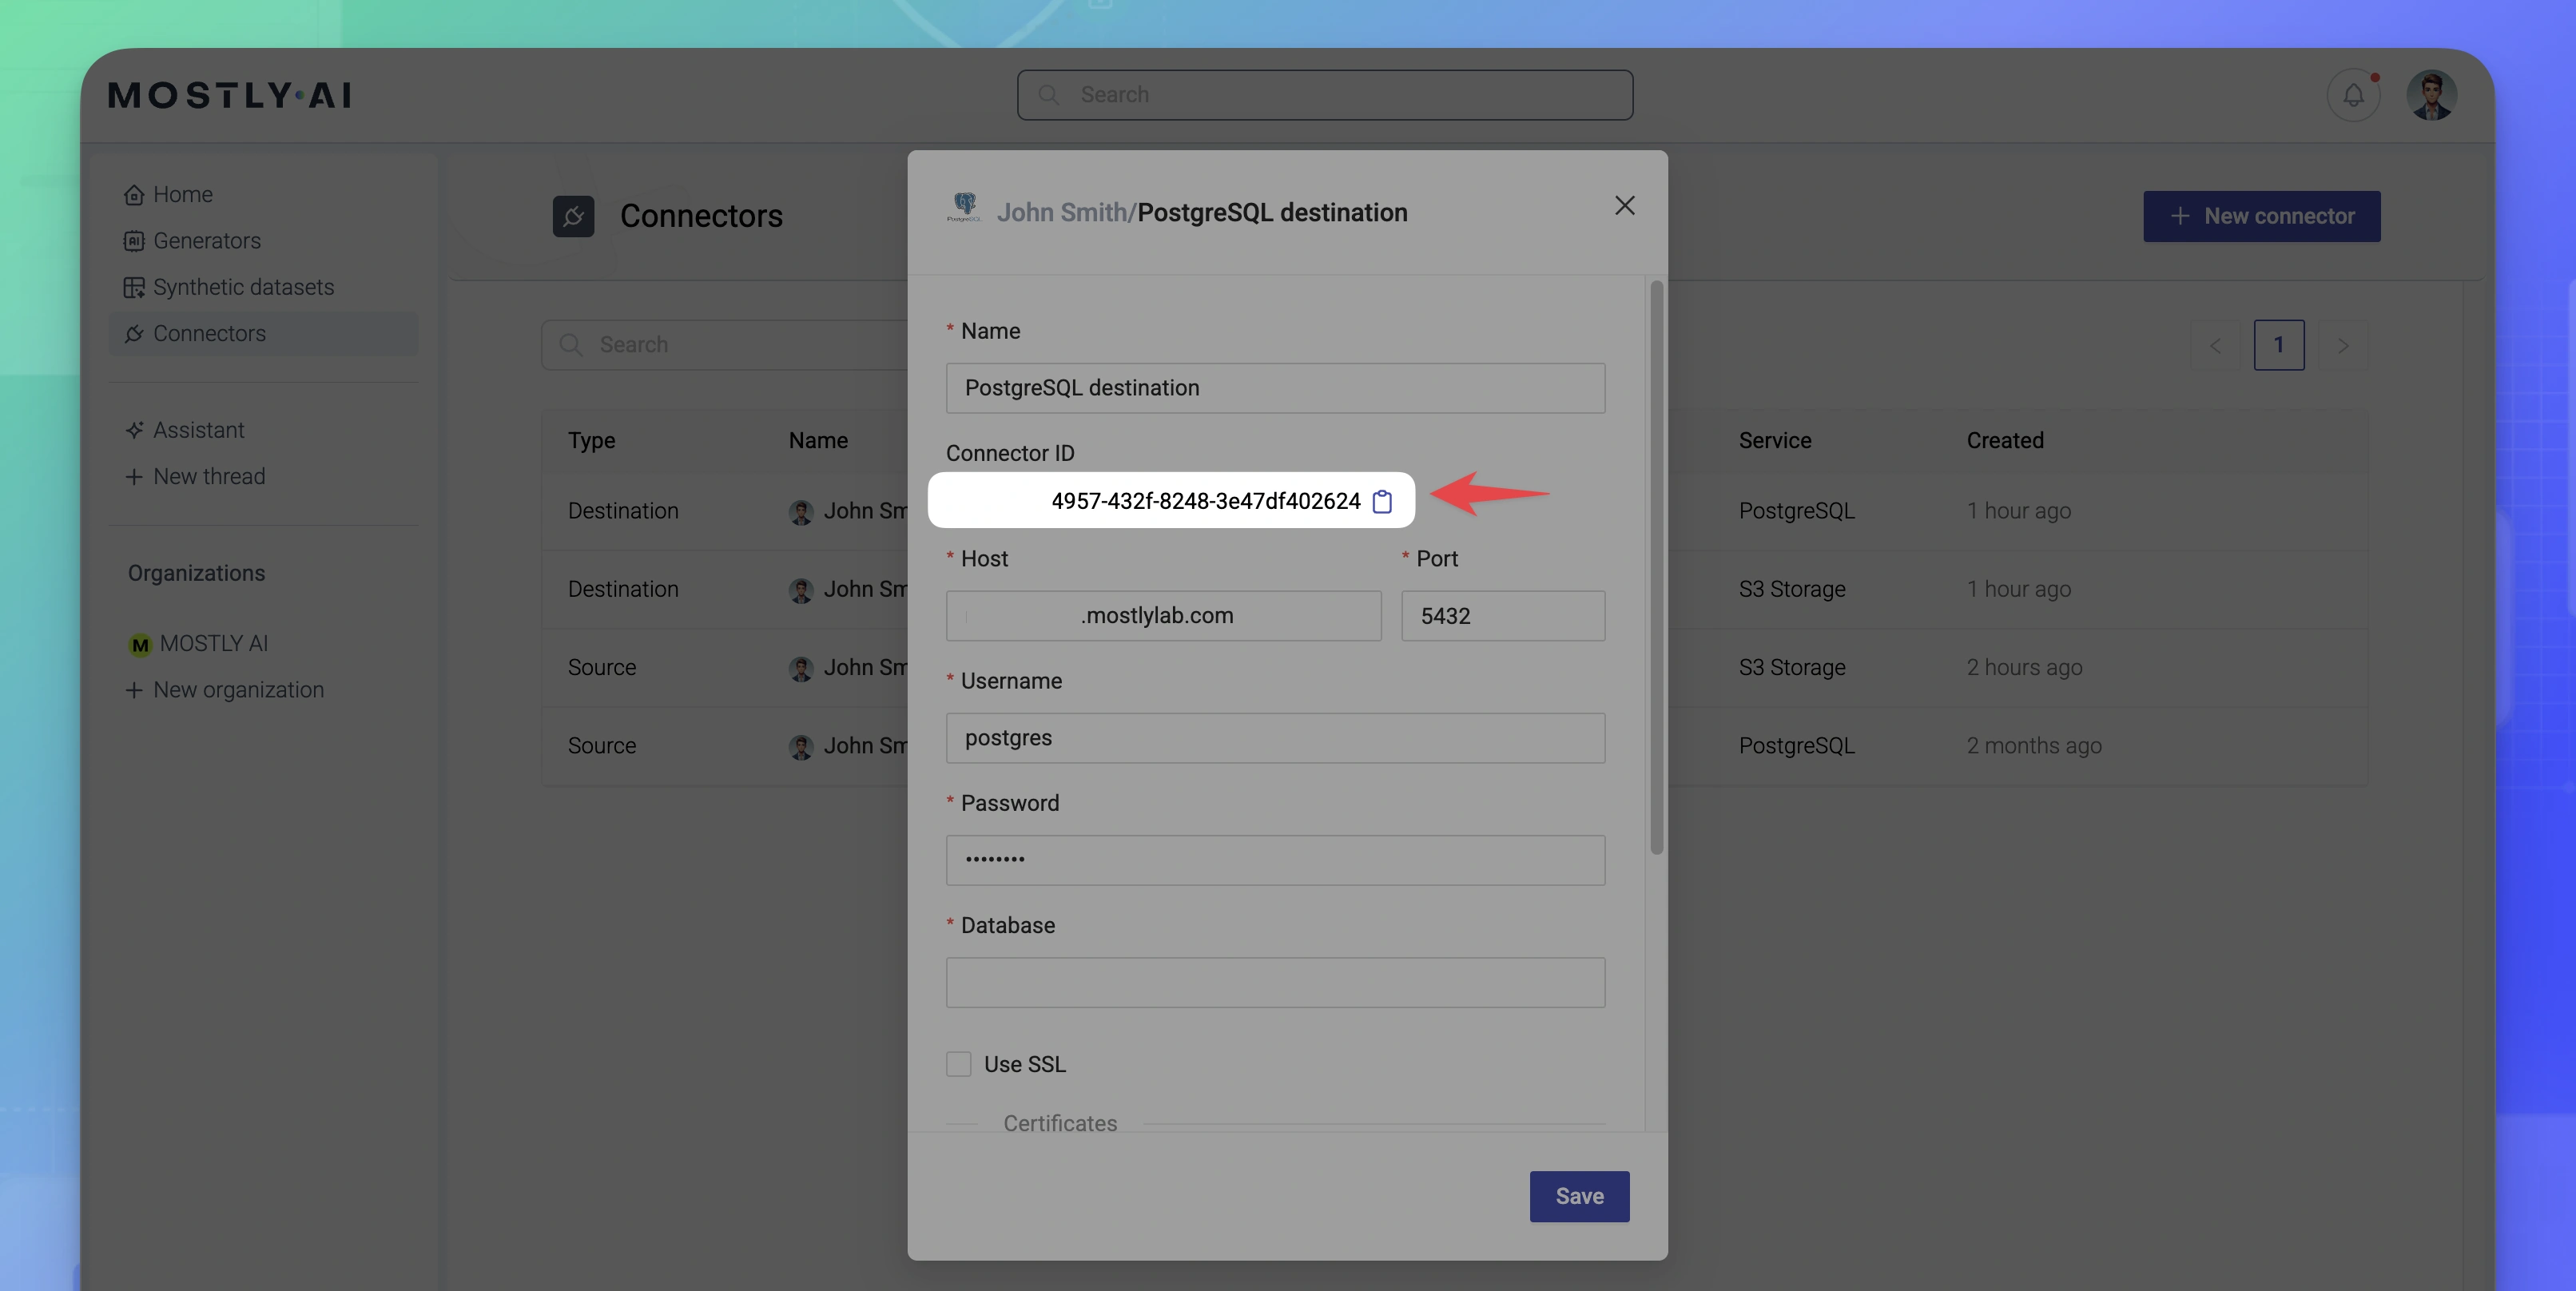 MOSTLY·AI
Search
Home
Generators
Synthetic datasets
Connectors
Assistant
New thread
Organizations
M MOSTLY AI
New organization
Connectors
New connector
Search
1
Type Name Service Created
Destination John Sm PostgreSQL 1 hour ago
Destination John Sm S3 Storage 1 hour ago
Source John Sm S3 Storage 2 hours ago
Source John Sm PostgreSQL 2 months ago
PostgreSQL
John Smith/PostgreSQL destination
* Name
PostgreSQL destination
Connector ID
4957-432f-8248-3e47df402624
* Host * Port
.mostlylab.com 5432
* Username
postgres
* Password
••••••••
* Database
Use SSL
Certificates
Save